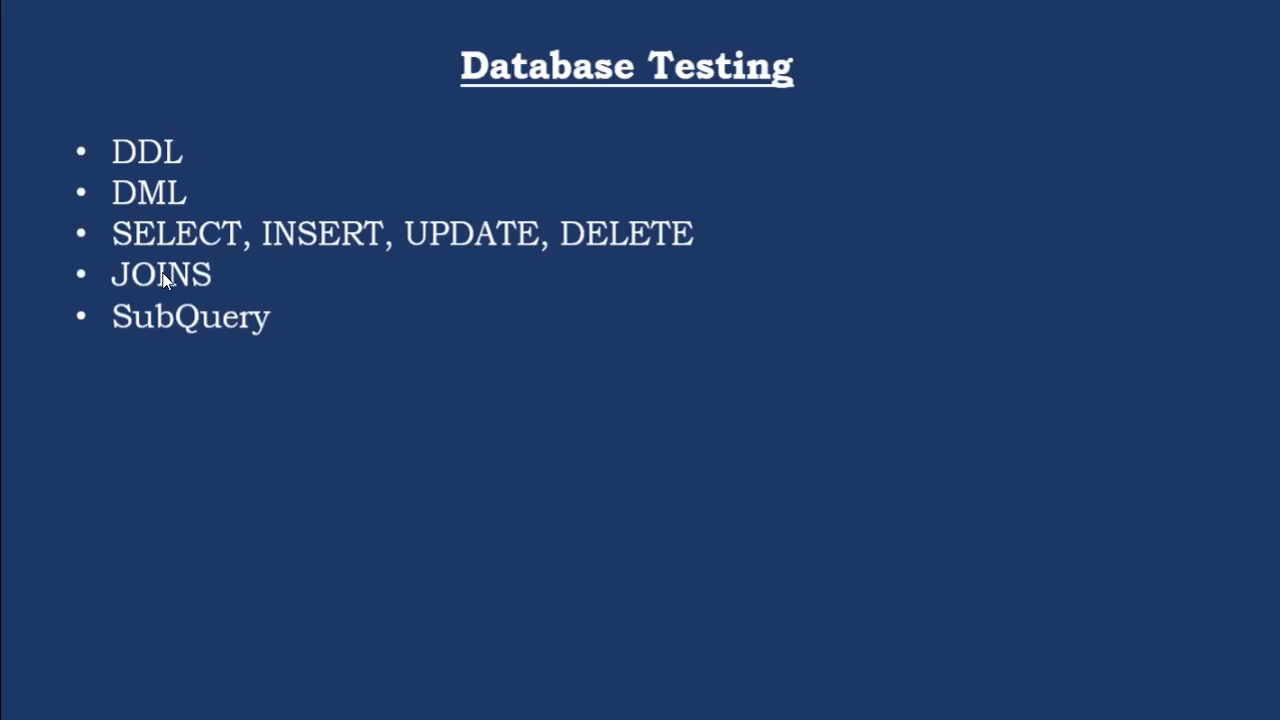 Database Testing
• DDL
• DML
• SELECT, INSERT, UPDATE, DELETE
• JOINS
• SubQuery